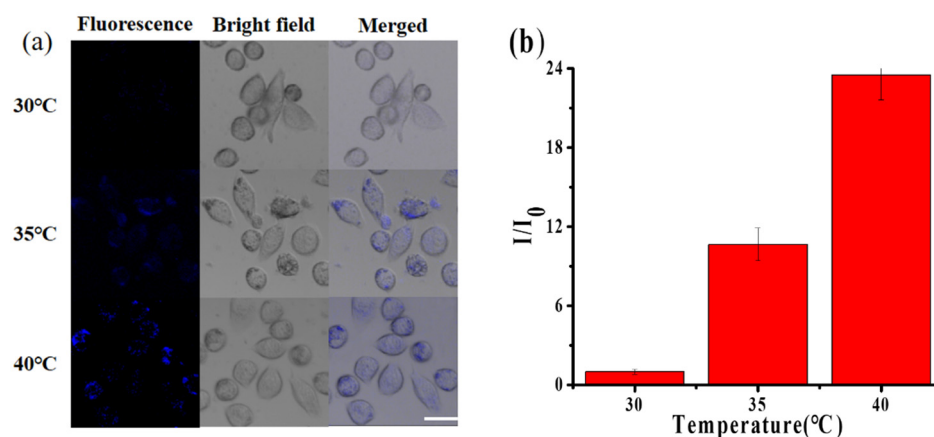 (a)
Fluorescence Bright field Merged
30℃
35℃
40℃
(b)
I/I0
24
18
12
6
0
30 35 40
Temperature(℃)